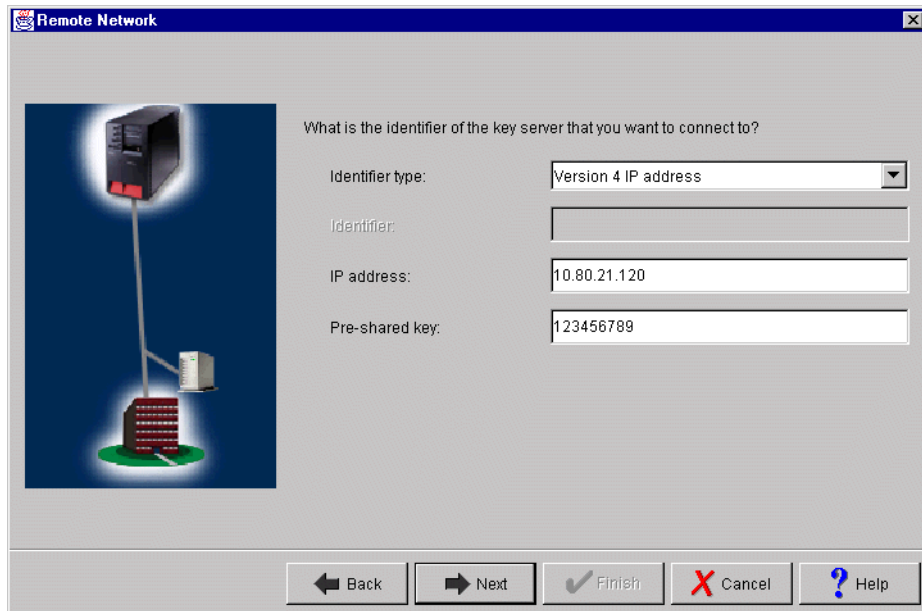 Remote Network
What is the identifier of the key server that you want to connect to?
Identifier type: Version 4 IP address
Identifier:
IP address: 10.80.21.120
Pre-shared key: 123456789
Back Next Finish Cancel Help